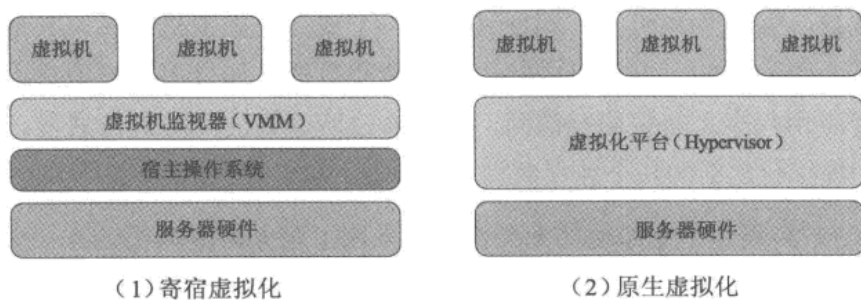 虚拟机 虚拟机 虚拟机
虚拟机监视器（VMM）
宿主操作系统
服务器硬件
（1）寄宿虚拟化
虚拟机 虚拟机 虚拟机
虚拟化平台（Hypervisor）
服务器硬件
（2）原生虚拟化